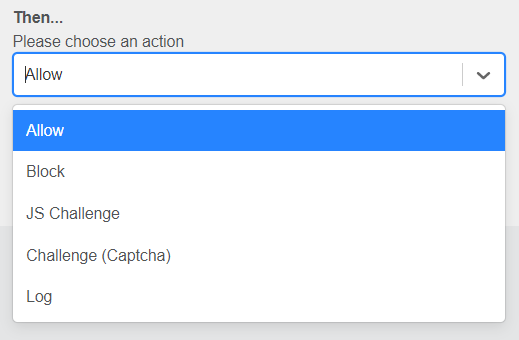 Then...
Please choose an action
Allow
Allow
Block
JS Challenge
Challenge (Captcha)
Log